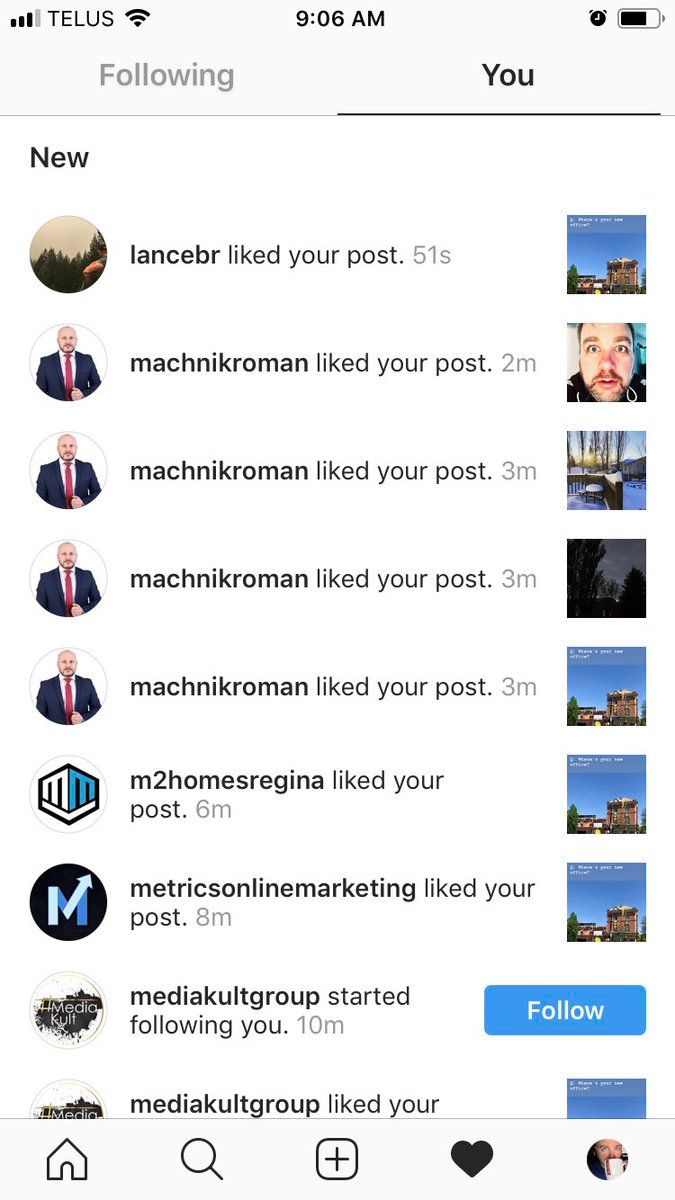 TELUS 9:06 AM
Following You
New
lancebr liked your post. 51s
Q: Where's your new
office?
machnikroman liked your post. 2m
machnikroman liked your post. 3m
machnikroman liked your post. 3m
machnikroman liked your post. 3m
Q: Where's your new
office?
m2homesregina liked your
post. 6m
Q: Where's your new
office?
metricsonlinemarketing liked your
post. 8m
Q: Where's your new
office?
mediakultgroup started
following you. 10m
Follow
Media
Kult
mediakultgroup liked your
Media
Q: Where's your new
office?